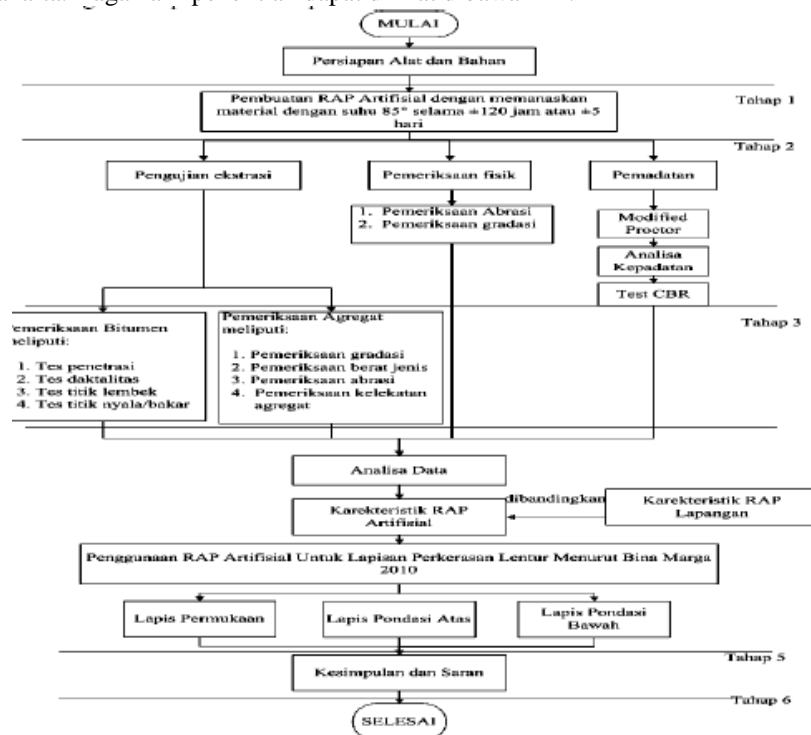 MULAI
Persiapan Alat dan Bahan
Pembuatan RAP Artifisial dengan memanaskan
material dengan suhu 85° selama ±120 jam atau ±5
hari
Tahap 1
Tahap 2
Pengujian ekstrasi
Pemeriksaan fisik
Pemadatan
1. Pemeriksaan Abrasi
2. Pemeriksaan gradasi
Modified
Proctor
Analisa
Kepadatan
Test CBR
Tahap 3
emeriksaan Bitumen
neliputi:
1. Tes penetrasi
2. Tes daktalitas
3. Tes titik lembek
4. Tes titik nyala/bakar
Pemeriksaan Agregat
meliputi:
1. Pemeriksaan gradasi
2. Pemeriksaan berat jenis
3. Pemeriksaan abrasi
4. Pemeriksaan kelekatan
agregat
Analisa Data
Karekteristik RAP
Artifisial
dibandingkan
Karekteristik RAP
Lapangan
Penggunaan RAP Artifisial Untuk Lapisan Perkerasan Lentur Menurut Bina Marga
2010
Lapis Permukaan
Lapis Pondasi Atas
Lapis Pondasi
Bawah
Tahap 5
Kesimpulan dan Saran
Tahap 6
SELESAI